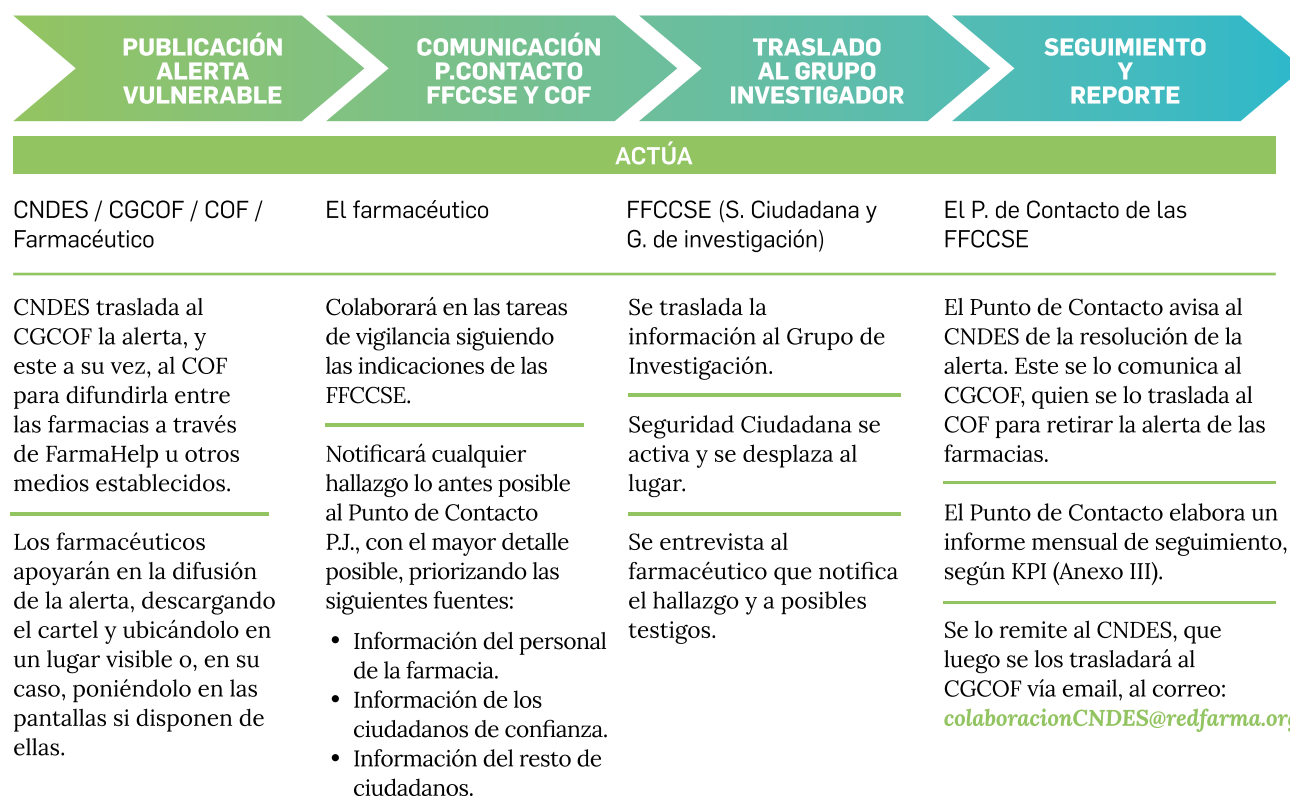 PUBLICACIÓN
ALERTA
VULNERABLE
COMUNICACIÓN
P.CONTACTO
FFCCSE Y COF
TRASLADO
AL GRUPO
INVESTIGADOR
SEGUIMIENTO
Y
REPORTE
ACTÚA
CNDES / CGCOF / COF /
Farmacéutico
El farmacéutico
FFCCSE (S. Ciudadana y
G. de investigación)
El P. de Contacto de las
FFCCSE
CNDES traslada al
CGCOF la alerta, y
este a su vez, al COF
para difundirla entre
las farmacias a través
de FarmaHelp u otros
medios establecidos.
Los farmacéuticos
apoyarán en la difusión
de la alerta, descargando
el cartel y ubicándolo en
un lugar visible o, en su
caso, poniéndolo en las
pantallas si disponen de
ellas.
Colaborará en las tareas
de vigilancia siguiendo
las indicaciones de las
FFCCSE.
Notificará cualquier
hallazgo lo antes posible
al Punto de Contacto
P.J., con el mayor detalle
posible, priorizando las
siguientes fuentes:
• Información del personal
de la farmacia.
• Información de los
ciudadanos de confianza.
• Información del resto de
ciudadanos.
Se traslada la
información al Grupo de
Investigación.
Seguridad Ciudadana se
activa y se desplaza al
lugar.
Se entrevista al
farmacéutico que notifica
el hallazgo y a posibles
testigos.
El Punto de Contacto avisa al
CNDES de la resolución de la
alerta. Este se lo comunica al
CGCOF, quien se lo traslada al
COF para retirar la alerta de las
farmacias.
El Punto de Contacto elabora un
informe mensual de seguimiento,
según KPI (Anexo III).
Se lo remite al CNDES, que
luego se los trasladará al
CGCOF vía email, al correo:
colaboracionCNDES@redfarma.org